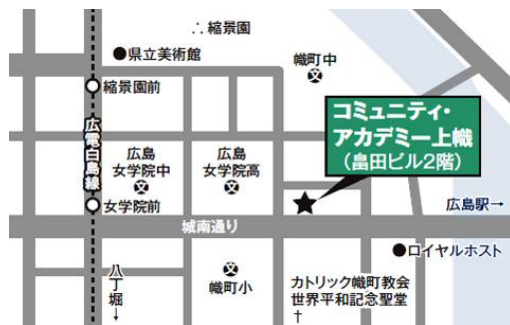 ∴縮景園
●県立美術館
幟町中
文
縮景園前
コミュニティ・
アカデミー上幟
(畠田ビル2階)
広電白島線
広島
女学院中
文
広島
女学院高
文
女学院前
広島駅→
城南通り
●ロイヤルホスト
八丁堀
↓
文
幟町小
カトリック幟町教会
世界平和記念聖堂
†